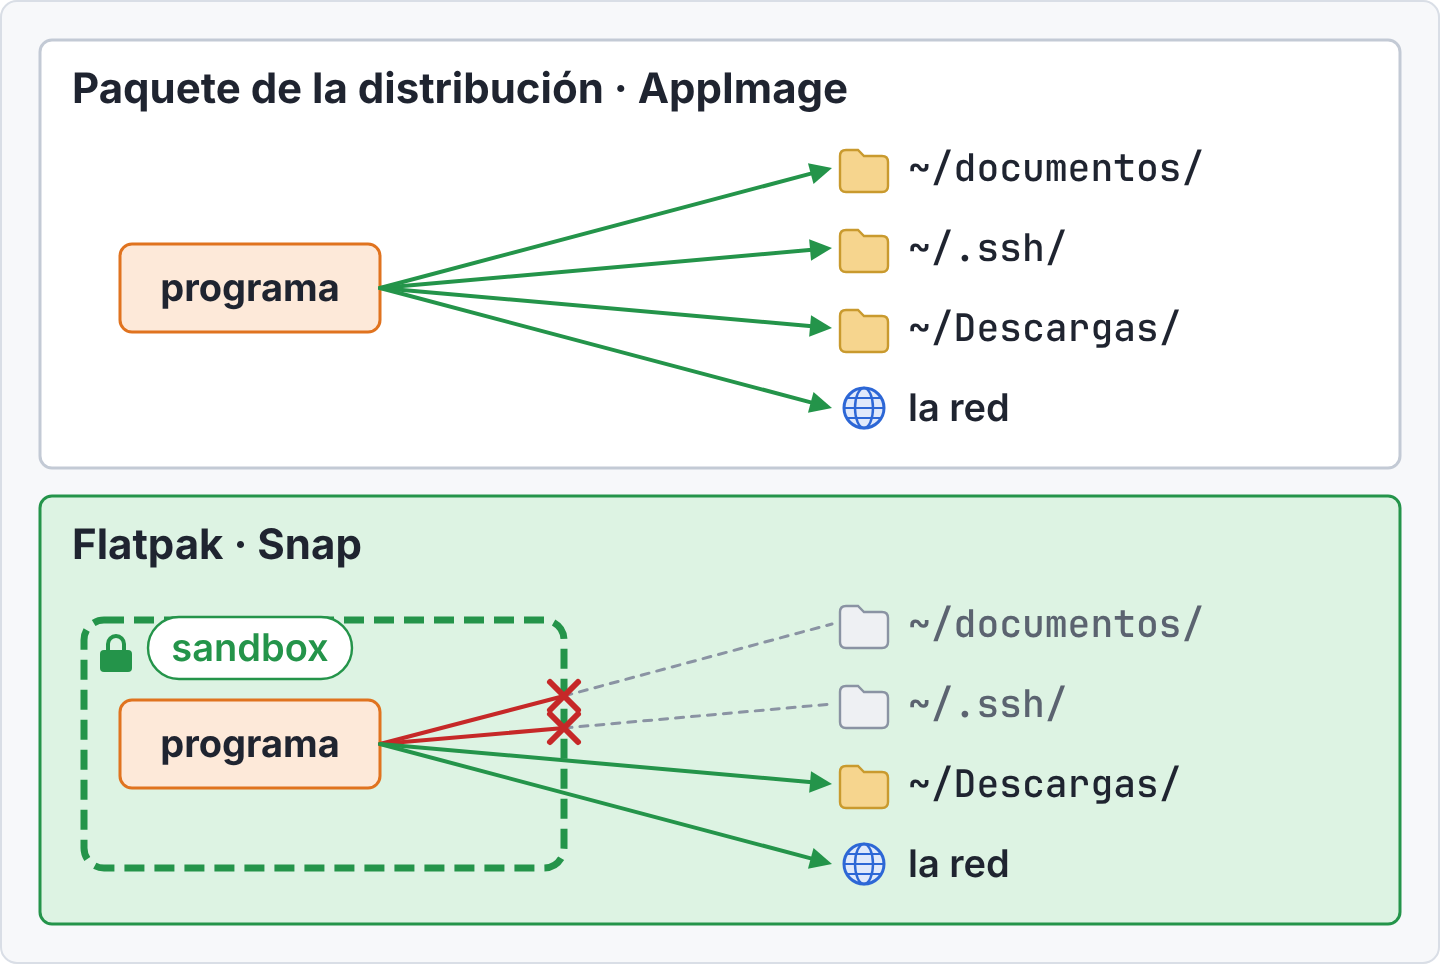 Paquete de la distribución · AppImage
~/documentos/
~/.ssh/
programa
~/Descargas/
la red
Flatpak · Snap
sandbox
~/documentos/
~/.ssh/
programa
~/Descargas/
la red